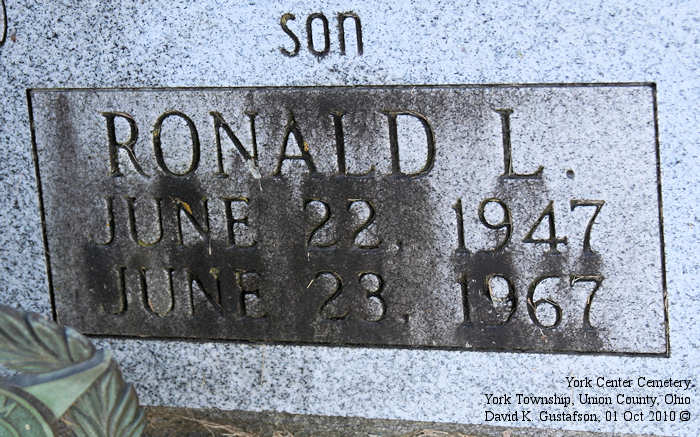 son
RONALD L.
JUNE 22, 1947
JUNE 23, 1967
York Center Cemetery
York Township, Union County, Ohio
David K. Gustafson, 01 Oct 2010 ©